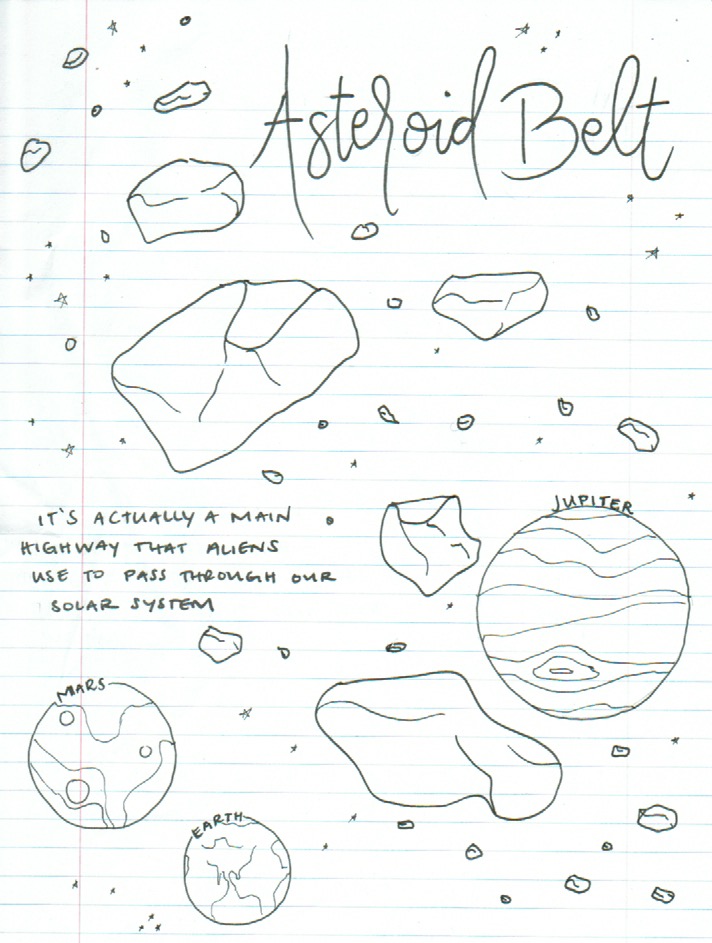 Asteroid Belt
JUPITER
IT'S ACTUALLY A MAIN
HIGHWAY THAT ALIENS
USE TO PASS THROUGH OUR
SOLAR SYSTEM
MARS
EARTH